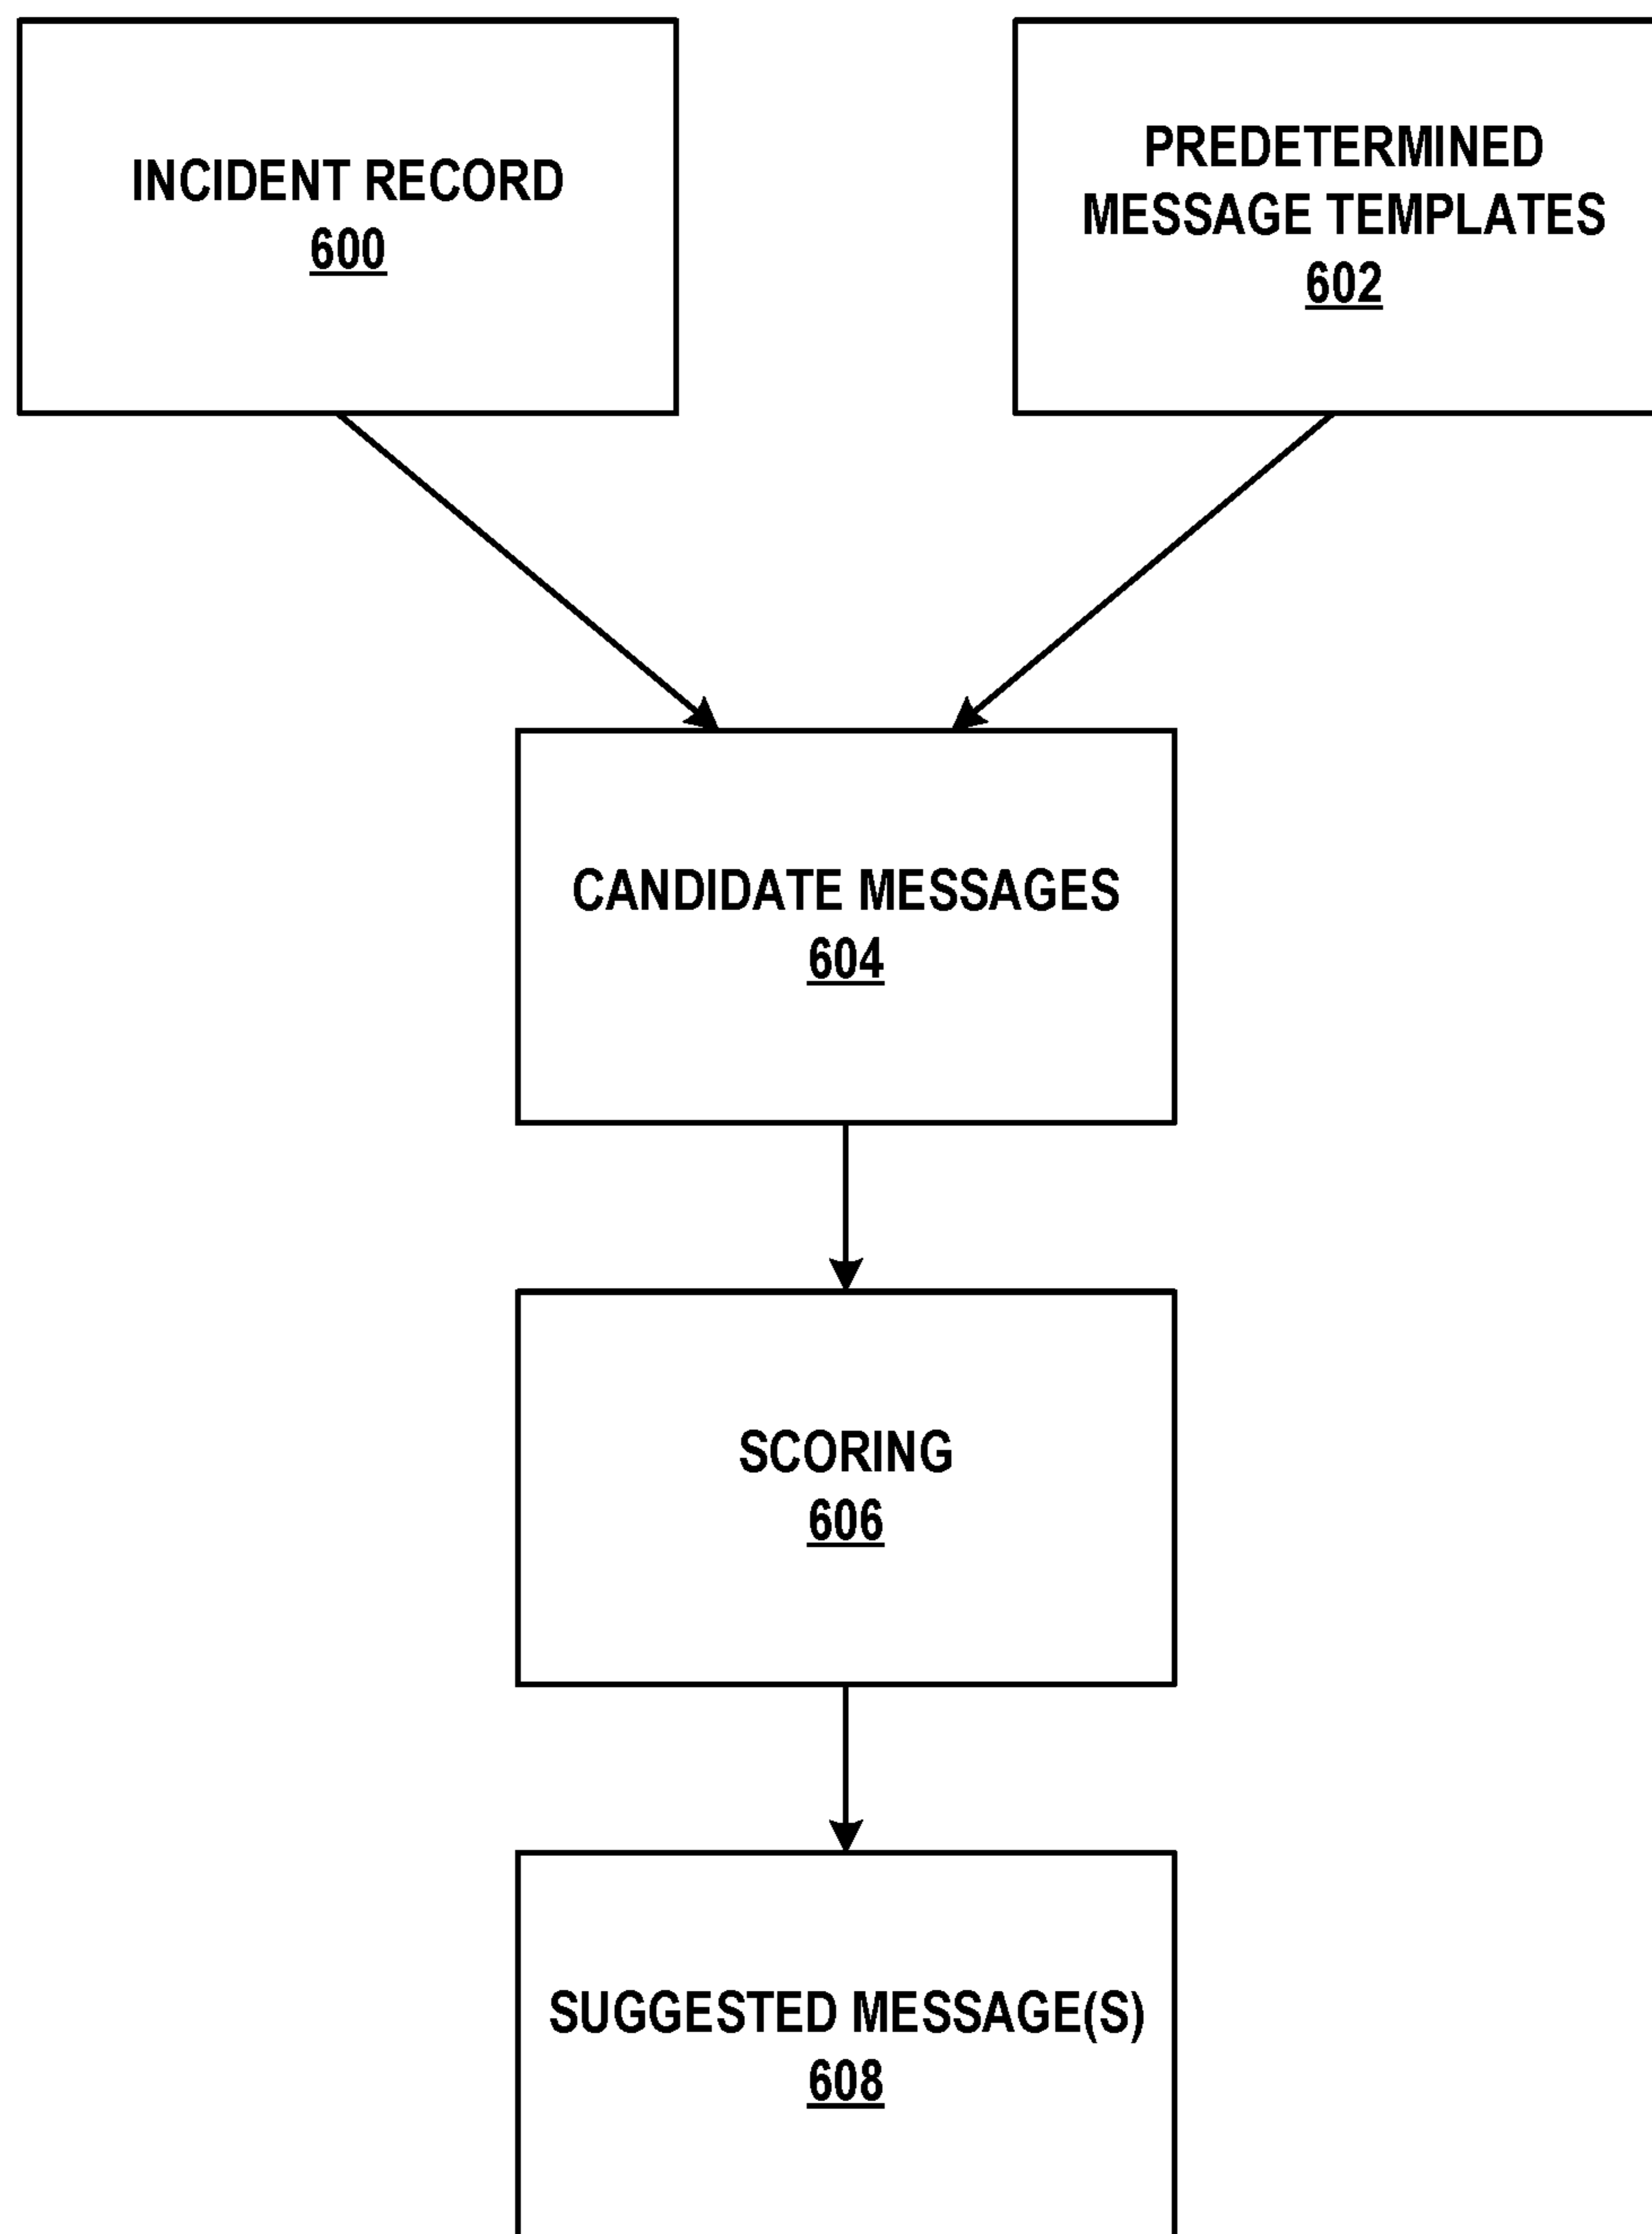 INCIDENT RECORD
600
PREDETERMINED
MESSAGE TEMPLATES
602
CANDIDATE MESSAGES
604
SCORING
606
SUGGESTED MESSAGE(S)
608